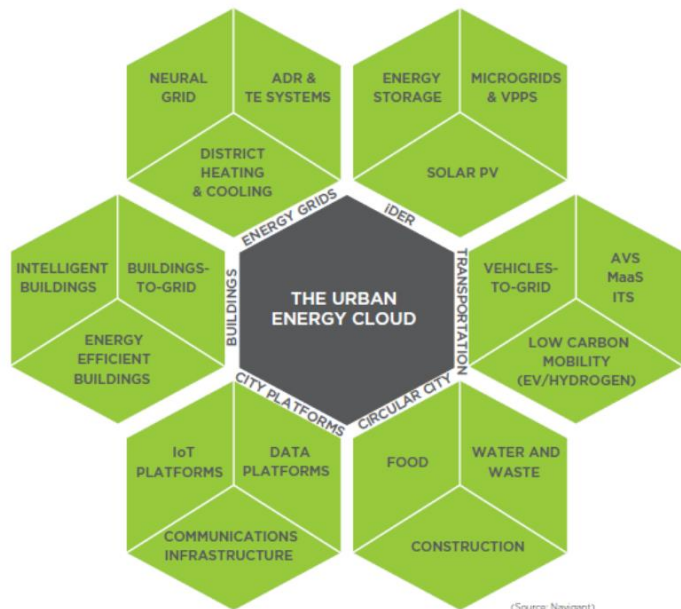 NEURAL
GRID
ADR &
TE SYSTEMS
DISTRICT
HEATING
& COOLING
ENERGY GRIDS
ENERGY
STORAGE
MICROGRIDS
& VPPS
SOLAR PV
iDER
INTELLIGENT
BUILDINGS
BUILDINGS-
TO-GRID
ENERGY
EFFICIENT
BUILDINGS
BUILDINGS
THE URBAN
ENERGY CLOUD
TRANSPORTATION
VEHICLES-
TO-GRID
AVS
MaaS
ITS
LOW CARBON
MOBILITY
(EV/HYDROGEN)
CITY PLATFORMS
IoT
PLATFORMS
DATA
PLATFORMS
COMMUNICATIONS
INFRASTRUCTURE
CIRCULAR CITY
FOOD
WATER AND
WASTE
CONSTRUCTION
(Source: Navigant)